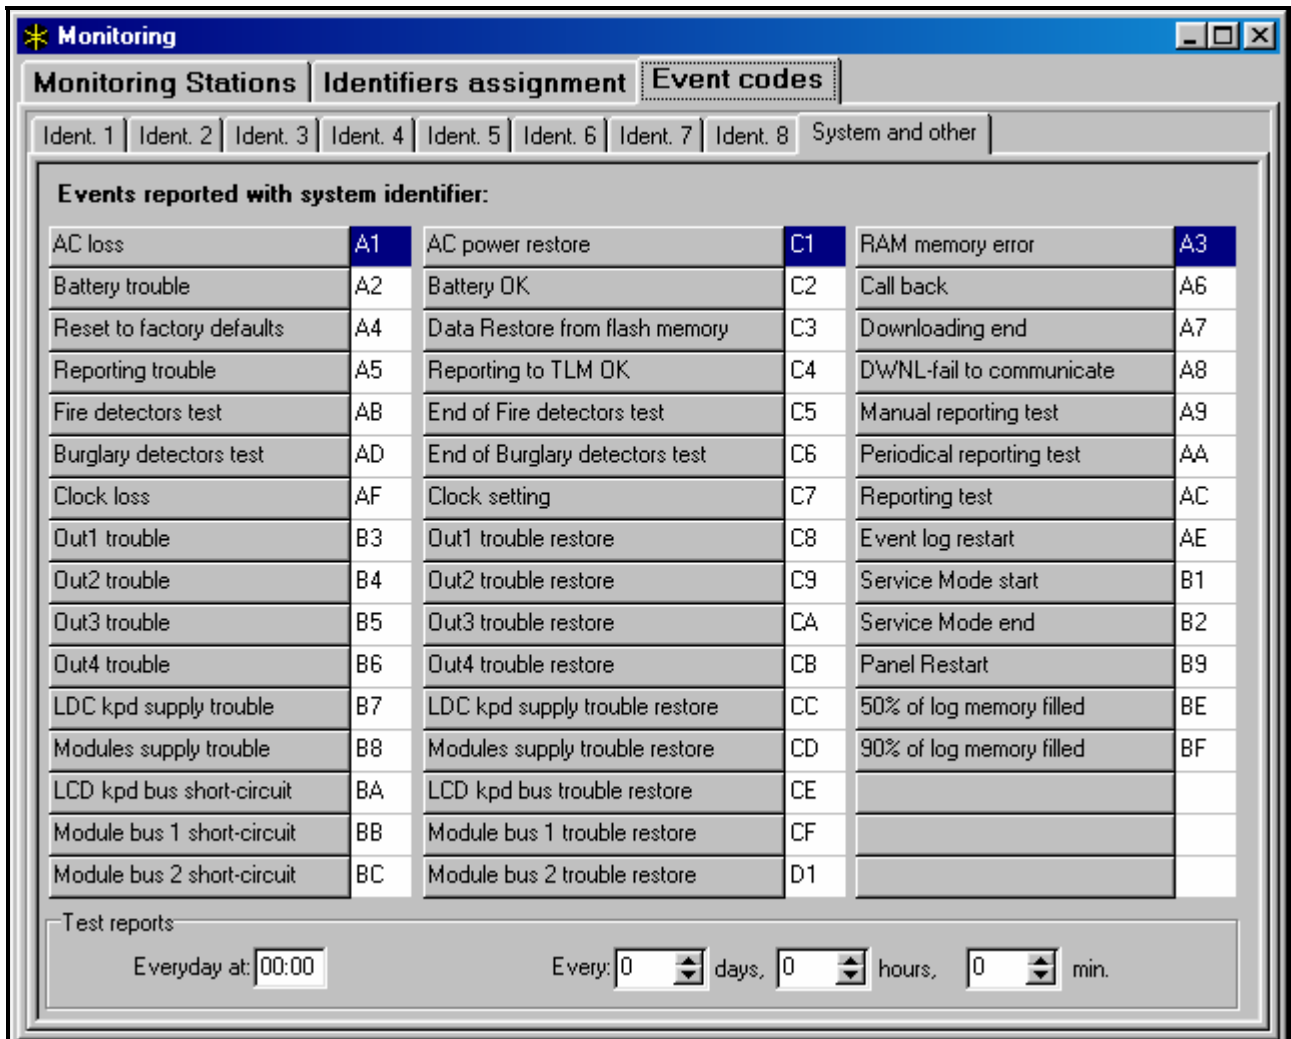 Monitoring
Monitoring Stations Identifiers assignment Event codes
Ident. 1 Ident. 2 Ident. 3 Ident. 4 Ident. 5 Ident. 6 Ident. 7 Ident. 8 System and other
Events reported with system identifier:
AC loss A1 AC power restore C1 RAM memory error A3
Battery trouble A2 Battery OK C2 Call back A6
Reset to factory defaults A4 Data Restore from flash memory C3 Downloading end A7
Reporting trouble A5 Reporting to TLM OK C4 DWNL-fail to communicate A8
Fire detectors test AB End of Fire detectors test C5 Manual reporting test A9
Burglary detectors test AD End of Burglary detectors test C6 Periodical reporting test AA
Clock loss AF Clock setting C7 Reporting test AC
Out1 trouble B3 Out1 trouble restore C8 Event log restart AE
Out2 trouble B4 Out2 trouble restore C9 Service Mode start B1
Out3 trouble B5 Out3 trouble restore CA Service Mode end B2
Out4 trouble B6 Out4 trouble restore CB Panel Restart B9
LDC kpd supply trouble B7 LDC kpd supply trouble restore CC 50% of log memory filled BE
Modules supply trouble B8 Modules supply trouble restore CD 90% of log memory filled BF
LCD kpd bus short-circuit BA LCD kpd bus trouble restore CE
Module bus 1 short-circuit BB Module bus 1 trouble restore CF
Module bus 2 short-circuit BC Module bus 2 trouble restore D1
Test reports
Everyday at: 00:00 Every: 0 days, 0 hours, 0 min.